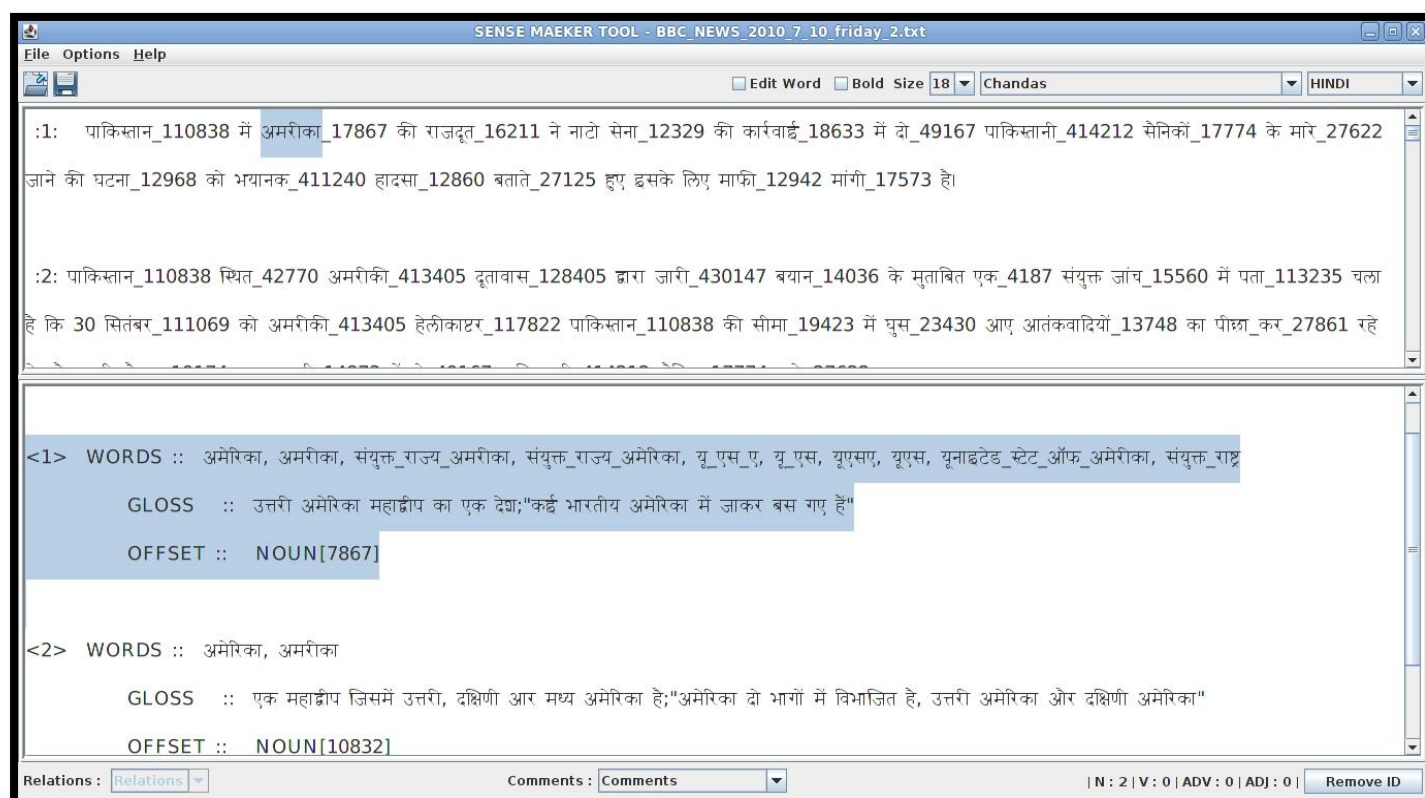 SENSE MAEKER TOOL - BBC_NEWS_2010_7_10_friday_2.txt
File Options Help
Edit Word Bold Size 18 Chandas HINDI
:1: पाकिस्तान_110838 में अमरीका_17867 की राजदूत_16211 ने नाटो सेना_12329 की कार्रवाई_18633 में दो_49167 पाकिस्तानी_414212 सैनिकों_17774 के मारे_27622
जाने की घटना_12968 को भयानक_411240 हादसा_12860 बताते_27125 हुए इसके लिए माफी_12942 मांगी_17573 है।
:2: पाकिस्तान_110838 स्थित_42770 अमरीकी_413405 दूतावास_128405 द्वारा जारी_430147 बयान_14036 के मुताबित एक_4187 संयुक्त जांच_15560 में पता_113235 चला
है कि 30 सितंबर_111069 को अमरीकी_413405 हेलीकाप्टर_117822 पाकिस्तान_110838 की सीमा_19423 में घुस_23430 आए आतंकवादियों_13748 का पीछा_कर_27861 रहे
<1> WORDS :: अमेरिका, अमरीका, संयुक्त_राज्य_अमरीका, संयुक्त_राज्य_अमेरिका, यू_एस_ए, यू_एस, यूएसए, यूएस, यूनाइटेड_स्टेट_ऑफ_अमेरीका, संयुक्त_राष्ट्र
GLOSS :: उत्तरी अमेरिका महाद्वीप का एक देश;"कई भारतीय अमेरिका में जाकर बस गए हैं"
OFFSET :: NOUN[7867]
<2> WORDS :: अमेरिका, अमरीका
GLOSS :: एक महाद्वीप जिसमें उत्तरी, दक्षिणी आर मध्य अमेरिका है;"अमेरिका दो भागों में विभाजित है, उत्तरी अमेरिका और दक्षिणी अमेरिका"
OFFSET :: NOUN[10832]
Relations : Relations Comments : Comments | N : 2 | V : 0 | ADV : 0 | ADJ : 0 | Remove ID